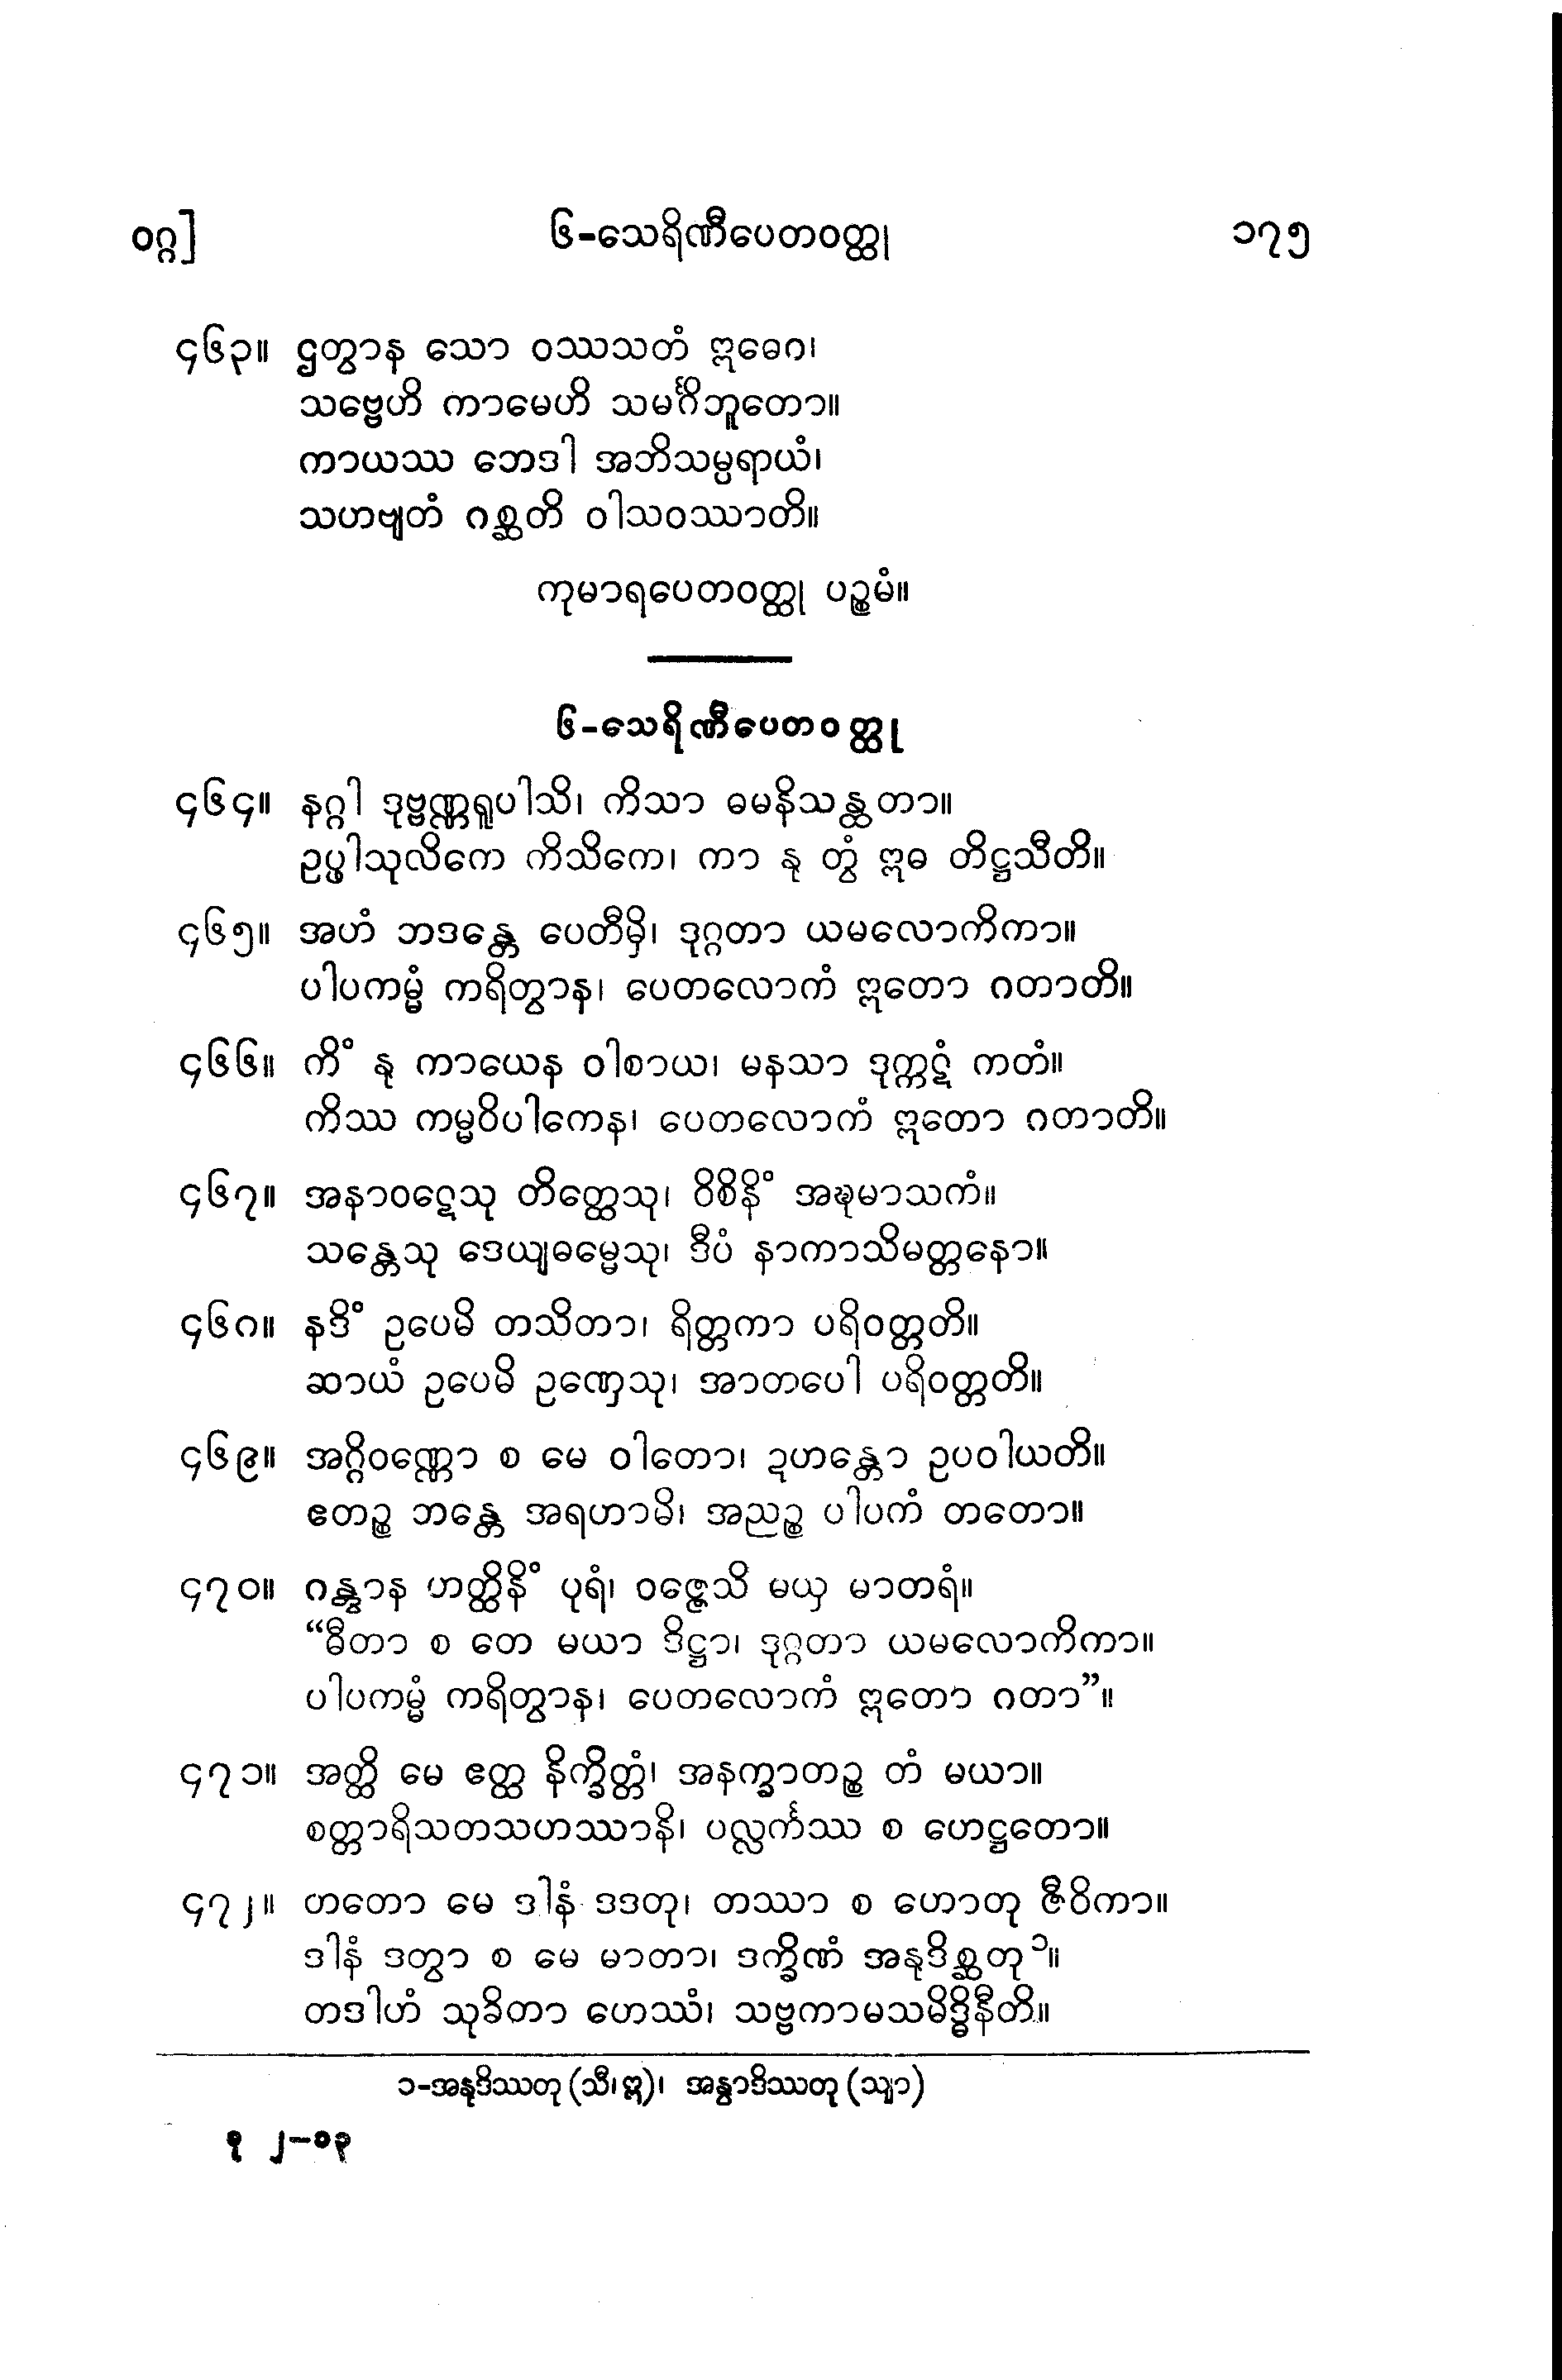 ဝဂ္ဂ] ၆-သေရိဏီပေတဝတ္ထု ၁၇၅
၄၆၃။ ဌတွာန သော ဝဿသတံ ဣဓေဝ၊
သဗ္ဗေဟိ ကာမေဟိ သမင်္ဂိဘူတော။
ကာယဿ ဘေဒါ အဘိသမ္ပရာယံ၊
သဟဗျတံ ဂစ္ဆတိ ဝါသဝဿာတိ။
ကုမာရပေတဝတ္ထု ပဉ္စမံ။
၆-သေရိဏီပေတဝတ္ထု
၄၆၄။ နဂ္ဂါ ဒုဗ္ဗဏ္ဏရူပါသိ၊ ကိသာ ဓမနိသန္ထတာ။
ဥပ္ဖါသုလိကေ ကိသိကေ၊ ကာ နု တွံ ဣဓ တိဋ္ဌသီတိ။
၄၆၅။ အဟံ ဘဒန္တေ ပေတီမှိ၊ ဒုဂ္ဂတာ ယမလောကိကာ။
ပါပကမ္မံ ကရိတွာန၊ ပေတလောကံ ဣတော ဂတာတိ။
၄၆၆။ ကိံ နု ကာယေန ဝါစာယ၊ မနသာ ဒုက္ကဋံ ကတံ။
ကိဿ ကမ္မဝိပါကေန၊ ပေတလောကံ ဣတော ဂတာတိ။
၄၆၇။ အနာဝဋေသု တိတ္ထေသု၊ ဝိစိနိံ အဍ္ဎမာသကံ။
သန္တေသု ဒေယျဓမ္မေသု၊ ဒီပံ နာကာသိမတ္တနော။
၄၆၈။ နဒိံ ဥပေမိ တသိတာ၊ ရိတ္တကာ ပရိဝတ္တတိ။
ဆာယံ ဥပေမိ ဥဏှေသု၊ အာတပေါ ပရိဝတ္တတိ။
၄၆၉။ အဂ္ဂိဝဏ္ဏော စ မေ ဝါတော၊ ဍဟန္တော ဥပဝါယတိ။
ဧတဉ္စ ဘန္တေ အရဟာမိ၊ အညဉ္စ ပါပကံ တတော။
၄၇၀။ ဂန္တွာန ဟတ္ထိနိံ ပုရံ၊ ဝဇ္ဇေသိ မယှ မာတရံ။
“ဓီတာ စ တေ မယာ ဒိဋ္ဌာ၊ ဒုဂ္ဂတာ ယမလောကိကာ။
ပါပကမ္မံ ကရိတွာန၊ ပေတလောကံ ဣတော ဂတာ”။
၄၇၁။ အတ္ထိ မေ ဧတ္ထ နိက္ခိတ္တံ၊ အနက္ခာတဉ္စ တံ မယာ။
စတ္တာရိသတသဟဿာနိ၊ ပလ္လင်္ကဿ စ ဟေဋ္ဌတော။
၄၇၂။ တတော မေ ဒါနံ ဒဒတု၊ တဿာ စ ဟောတု ဇီဝိကာ။
ဒါနံ ဒတွာ စ မေ မာတာ၊ ဒက္ခိဏံ အနုဒိစ္ဆတု ၁။
တဒါဟံ သုခိတာ ဟေဿံ၊ သဗ္ဗကာမသမိဒ္ဓိနီတိ။
၁-အနုဒိဿတု (သီ၊ ဣ)၊ အန္ဝာဒိဿတု (သျာ)
ခု ၂-၁၃